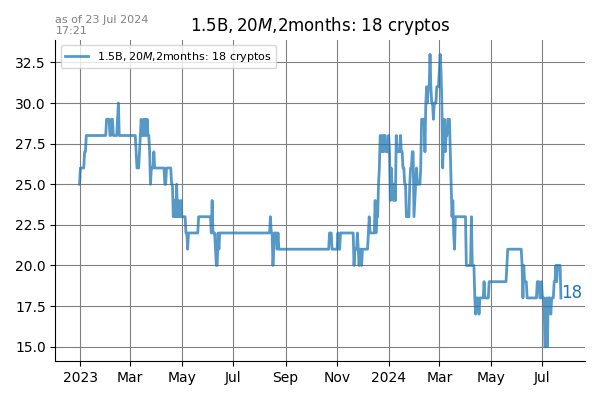 as of 23 Jul 2024
17:21
1.5B, 20M,2months: 18 cryptos
1.5B, 20M,2months: 18 cryptos
32.5
30.0
27.5
25.0
22.5
20.0
17.5
15.0
18
2023 Mar May Jul Sep Nov 2024 Mar May Jul